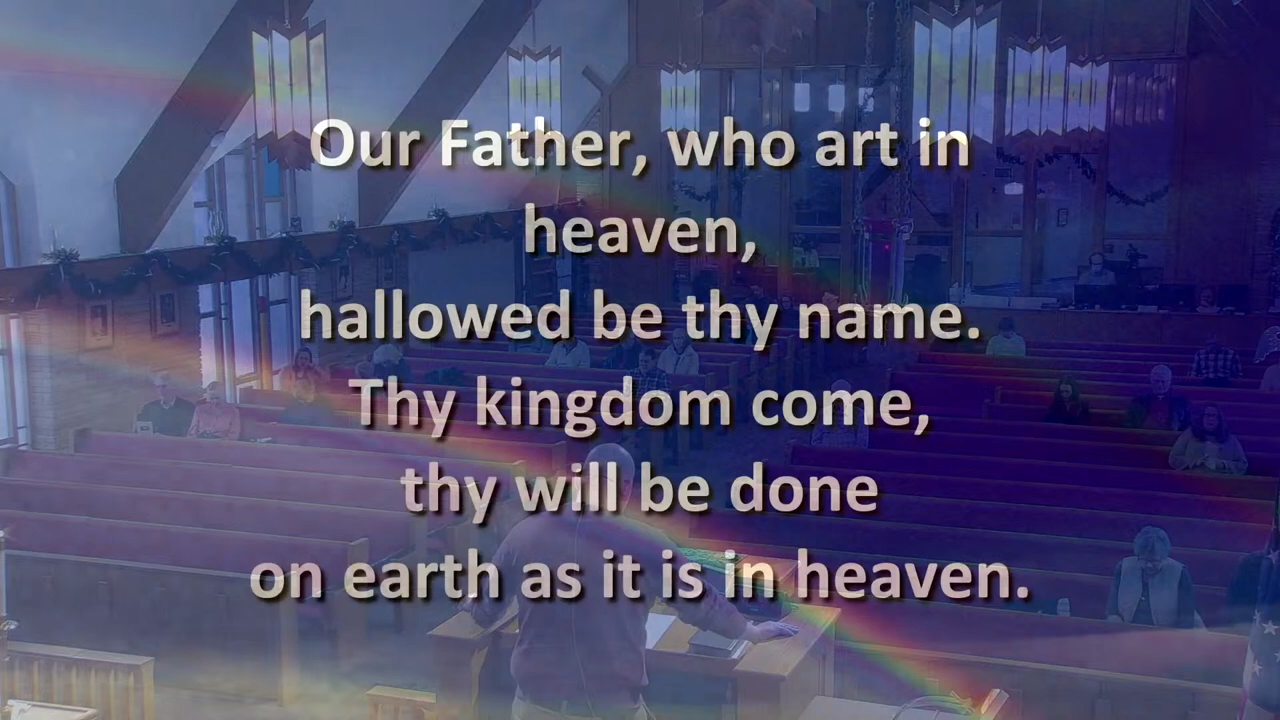 Our Father, who art in
heaven,
hallowed be thy name.
Thy kingdom come,
thy will be done
on earth as it is in heaven.